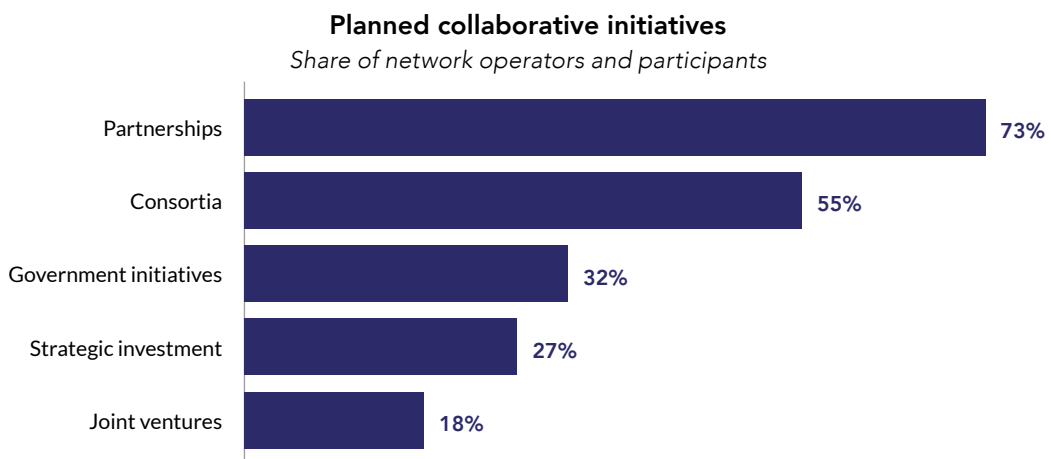 Planned collaborative initiatives
Share of network operators and participants
Partnerships 73%
Consortia 55%
Government initiatives 32%
Strategic investment 27%
Joint ventures 18%